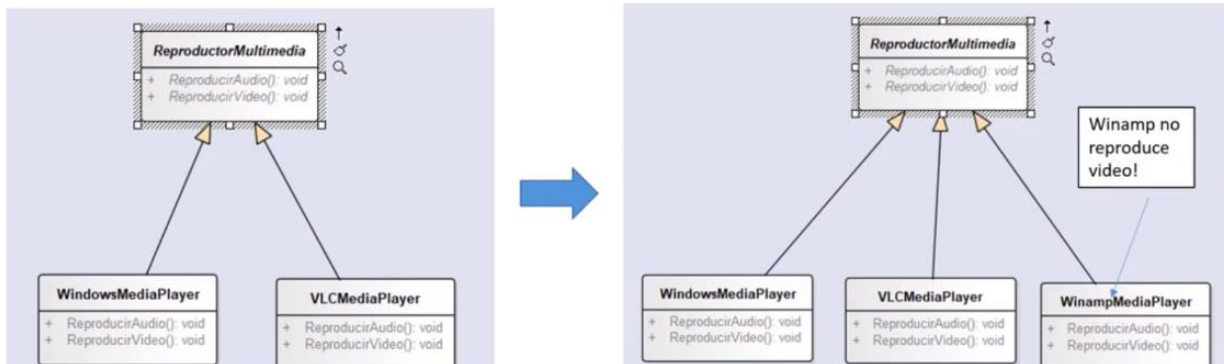 ReproductorMultimedia
+ ReproducirAudio(): void
+ ReproducirVideo(): void
WindowsMediaPlayer
+ ReproducirAudio(): void
+ ReproducirVideo(): void
VLCMediaPlayer
+ ReproducirAudio(): void
+ ReproducirVideo(): void
ReproductorMultimedia
+ ReproducirAudio(): void
+ ReproducirVideo(): void
Winamp no
reproduce
video!
WindowsMediaPlayer
+ ReproducirAudio(): void
+ ReproducirVideo(): void
VLCMediaPlayer
+ ReproducirAudio(): void
+ ReproducirVideo(): void
WinampMediaPlayer
+ ReproducirAudio(): void
+ ReproducirVideo(): void